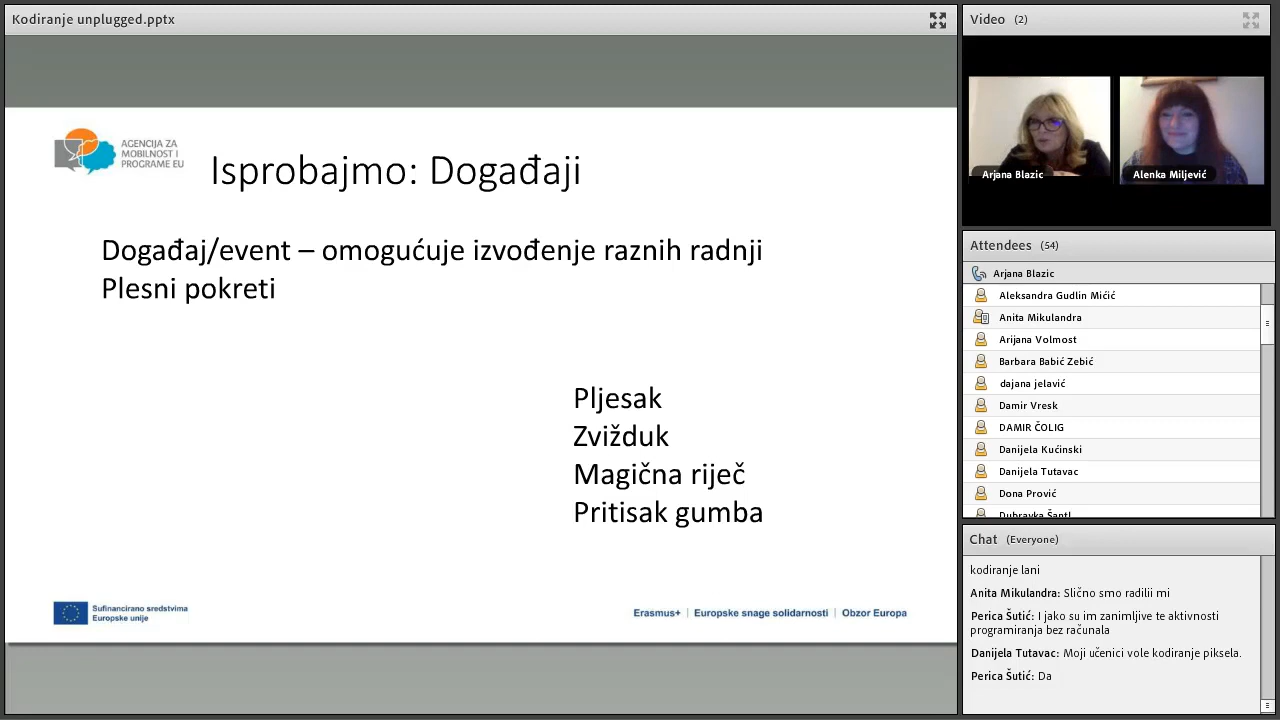 Kodiranje unplugged.pptx
AGENCIJA ZA
MOBILNOST I
PROGRAME EU
Isprobajmo: Događaji
Događaj/event – omogućuje izvođenje raznih radnji
Plesni pokreti
Pljesak
Zvižduk
Magična riječ
Pritisak gumba
Sufinancirano sredstvima
Europske unije
Erasmus+ | Europske snage solidarnosti | Obzor Europa
Video (2)
Arjana Blazic
Alenka Miljević
Attendees (54)
Arjana Blazic
Aleksandra Gudlin Mićić
Anita Mikulandra
Arijana Volmost
Barbara Babić Zebić
dajana jelavić
Damir Vresk
DAMIR ČOLIG
Danijela Kućinski
Danijela Tutavac
Dona Prović
Dubravka Šantl
Chat (Everyone)
kodiranje lani
Anita Mikulandra: Slično smo radilii mi
Perica Šutić: I jako su im zanimljive te aktivnosti
programiranja bez računala
Danijela Tutavac: Moji učenici vole kodiranje piksela.
Perica Šutić: Da